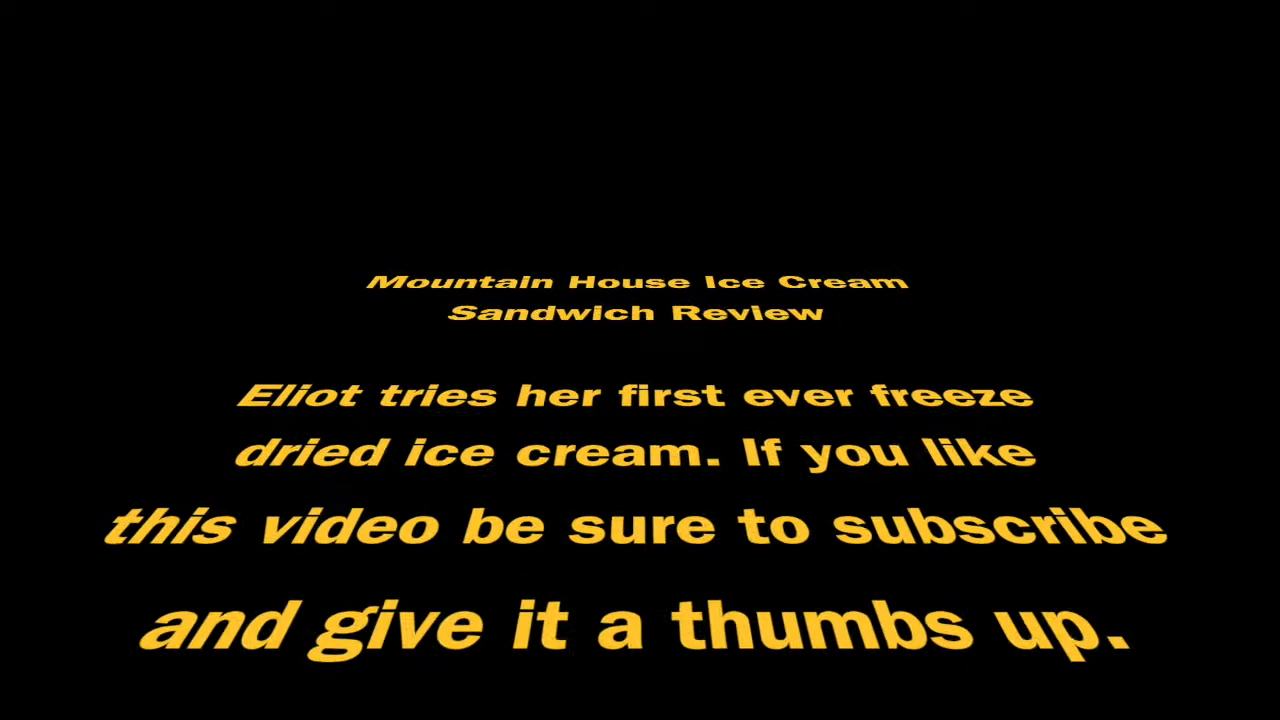 Mountain House Ice Cream
Sandwich Review
Eliot tries her first ever freeze
dried ice cream. If you like
this video be sure to subscribe
and give it a thumbs up.